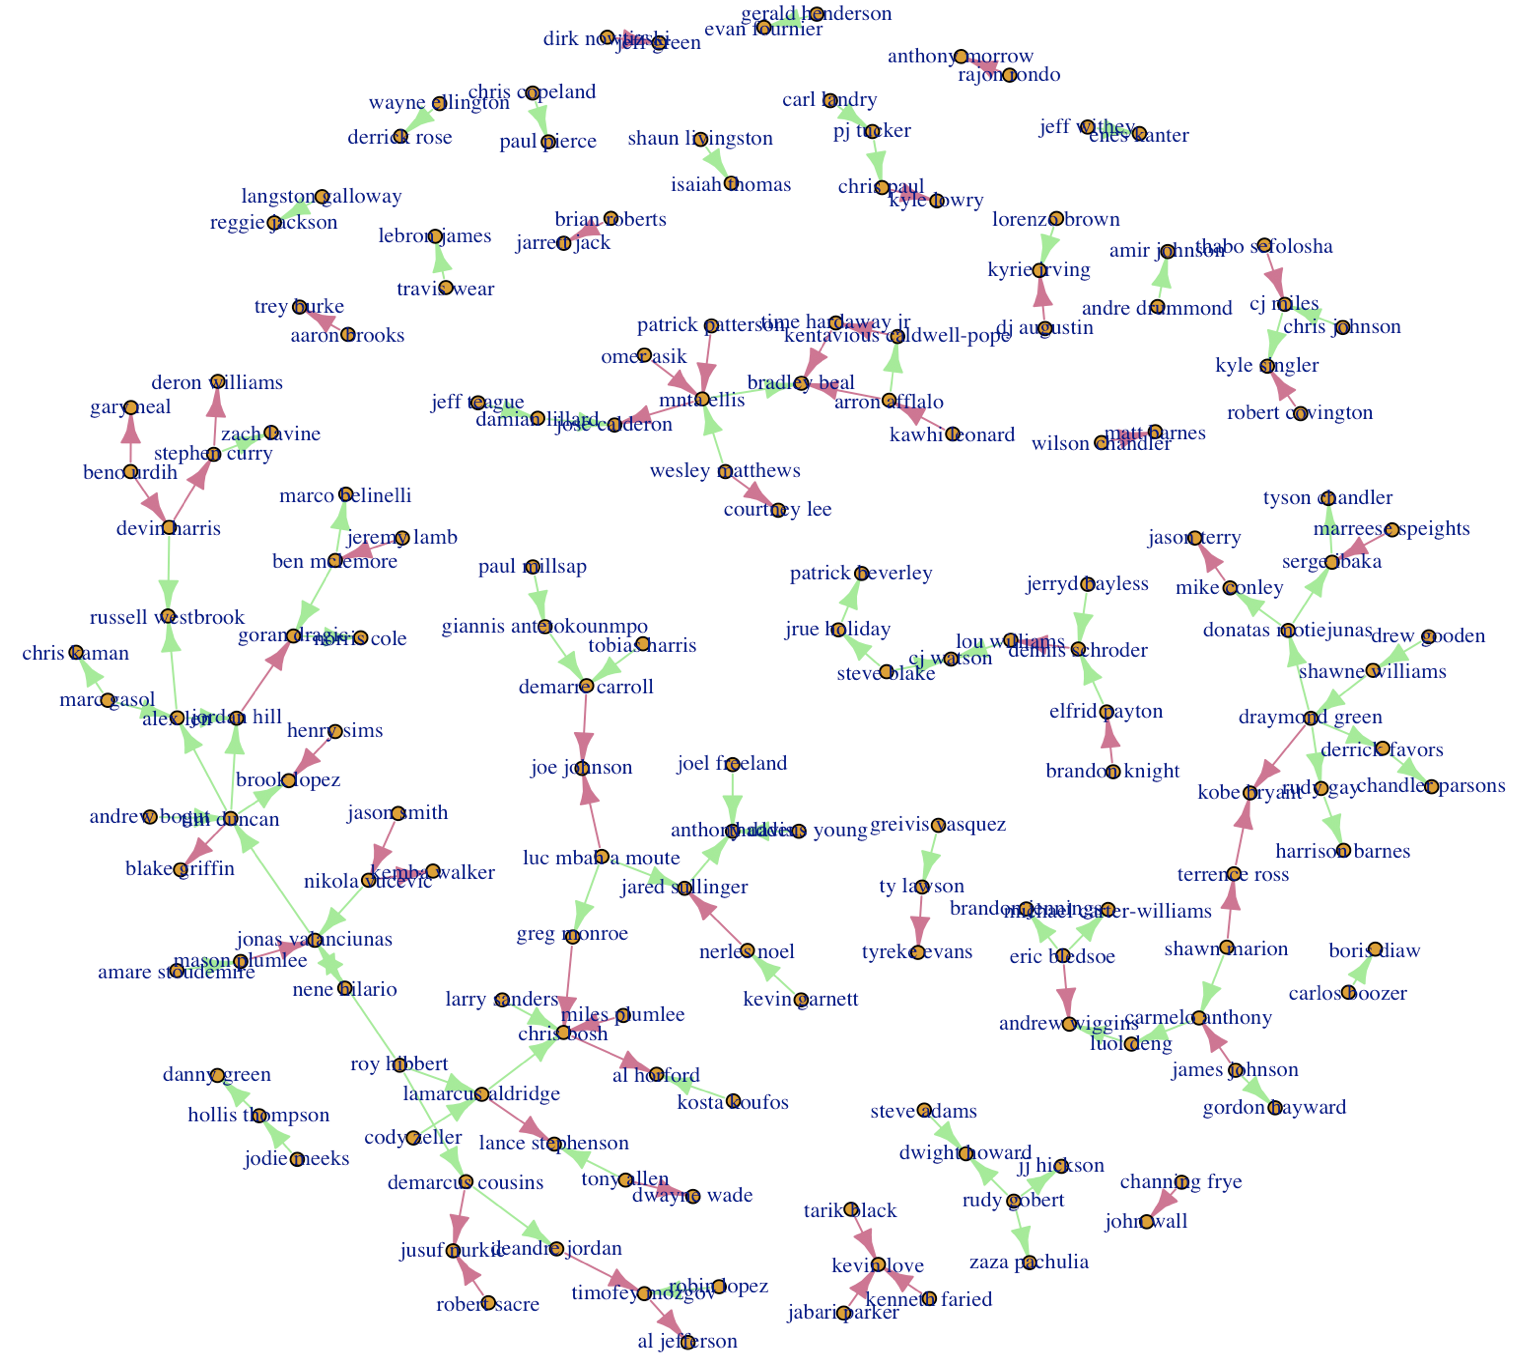 gerald henderson
evan fournier
dirk nowtizski
jeff green
anthony morrow
rajon rondo
chris copeland
wayne ellington
carl landry
jeff withey
pj tucker
enes kanter
derrick rose
paul pierce
shaun livingston
isaiah thomas
chris paul
kyle lowry
langston galloway
reggie jackson
brian roberts
lorenzo brown
lebron james
jarrett jack
thabo sefolosha
amir johnson
kyrie irving
travis wear
trey burke
andre drummond
cj miles
aaron brooks
patrick patterson
time hardaway jr
kentavious caldwell-pope
dj augustin
chris johnson
omer asik
kyle singler
deron williams
bradley beal
gary neal
jeff teague
mnta ellis
arron afflalo
robert covington
damian lillard
jose calderon
zach lavine
kawhi leonard
matt barnes
wilson chandler
stephen curry
beno urdih
wesley matthews
marco belinelli
tyson chandler
courtney lee
devin harris
marreese speights
jeremy lamb
jason terry
ben mclemore
serge ibaka
paul millsap
patrick beverley
jerryd bayless
mike conley
russell westbrook
giannis antetokounmpo
jrue holiday
donatas motiejunas
goran dragic
norris cole
drew gooden
tobias harris
lou williams
dennis schroder
chris kaman
cj watson
steve blake
shawne williams
demarre carroll
marc gasol
alex len
jordan hill
elfrid payton
draymond green
henry sims
derrick favors
joe johnson
joel freeland
brandon knight
brook lopez
kobe bryant
rudy gay
chandler parsons
andrew bogut
tim duncan
jason smith
anthony davis
thaddeus young
greivis vasquez
harrison barnes
luc mbah a moute
blake griffin
nikola vucevic
kemba walker
jared sullinger
ty lawson
terrence ross
brandon jennings
michael carter-williams
jonas valanciunas
greg monroe
nerles noel
tyreke evans
eric bledsoe
shawn marion
boris diaw
mason plumlee
amare stoudemire
nene hilario
larry sanders
kevin garnett
carlos boozer
miles plumlee
chris bosh
andrew wiggins
carmelo anthony
luol deng
roy hibbert
danny green
al horford
james johnson
lamarcus aldridge
kosta koufos
gordon hayward
hollis thompson
steve adams
cody zeller
lance stephenson
jodie meeks
dwight howard
jj hickson
demarcus cousins
tony allen
dwayne wade
channing frye
rudy gobert
tarik black
john wall
jusuf nurkic
deandre jordan
kevin love
zaza pachulia
timofey mozgov
robin lopez
robert sacre
jabari parker
kenneth faried
al jefferson